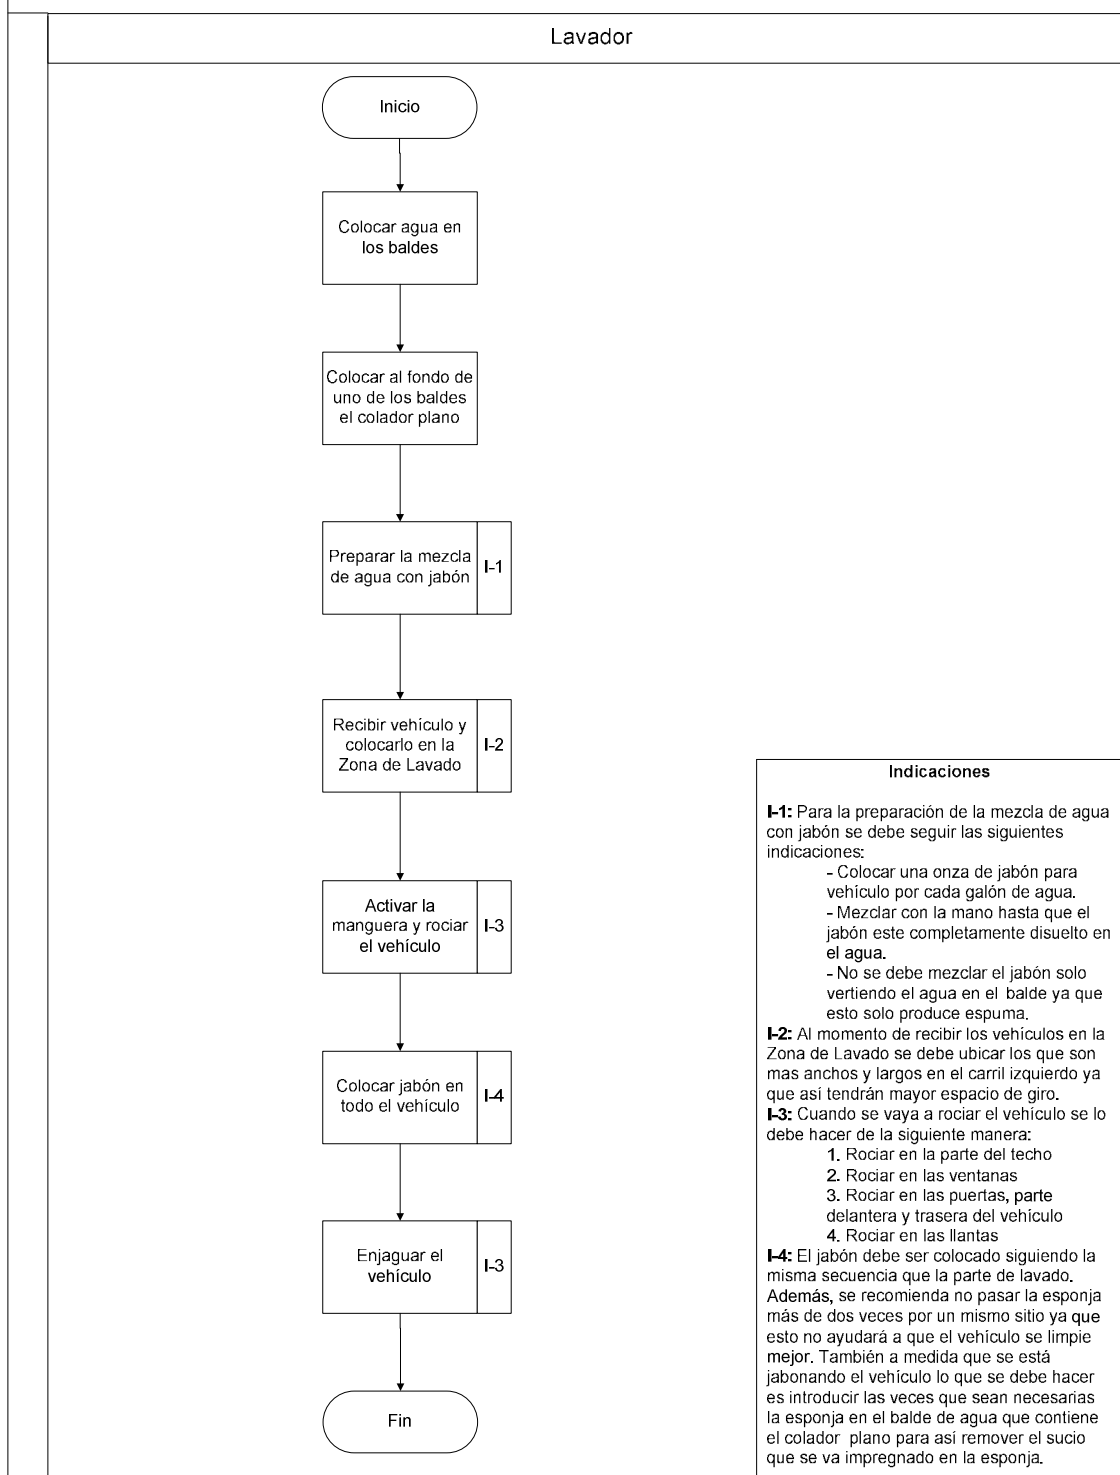 Lavador
Inicio
Colocar agua en
los baldes
Colocar al fondo de
uno de los baldes
el colador plano
Preparar la mezcla
de agua con jabón
I-1
Recibir vehículo y
colocarlo en la
Zona de Lavado
I-2
Activar la
manguera y rociar
el vehículo
I-3
Colocar jabón en
todo el vehículo
I-4
Enjaguar el
vehículo
I-3
Fin
Indicaciones
I-1: Para la preparación de la mezcla de agua
con jabón se debe seguir las siguientes
indicaciones:
- Colocar una onza de jabón para
vehículo por cada galón de agua.
- Mezclar con la mano hasta que el
jabón este completamente disuelto en
el agua.
- No se debe mezclar el jabón solo
vertiendo el agua en el balde ya que
esto solo produce espuma.
I-2: Al momento de recibir los vehículos en la
Zona de Lavado se debe ubicar los que son
mas anchos y largos en el carril izquierdo ya
que así tendrán mayor espacio de giro.
I-3: Cuando se vaya a rociar el vehículo se lo
debe hacer de la siguiente manera:
1. Rociar en la parte del techo
2. Rociar en las ventanas
3. Rociar en las puertas, parte
delantera y trasera del vehículo
4. Rociar en las llantas
I-4: El jabón debe ser colocado siguiendo la
misma secuencia que la parte de lavado.
Además, se recomienda no pasar la esponja
más de dos veces por un mismo sitio ya que
esto no ayudará a que el vehículo se limpie
mejor. También a medida que se está
jabonando el vehículo lo que se debe hacer
es introducir las veces que sean necesarias
la esponja en el balde de agua que contiene
el colador plano para así remover el sucio
que se va impregnado en la esponja.